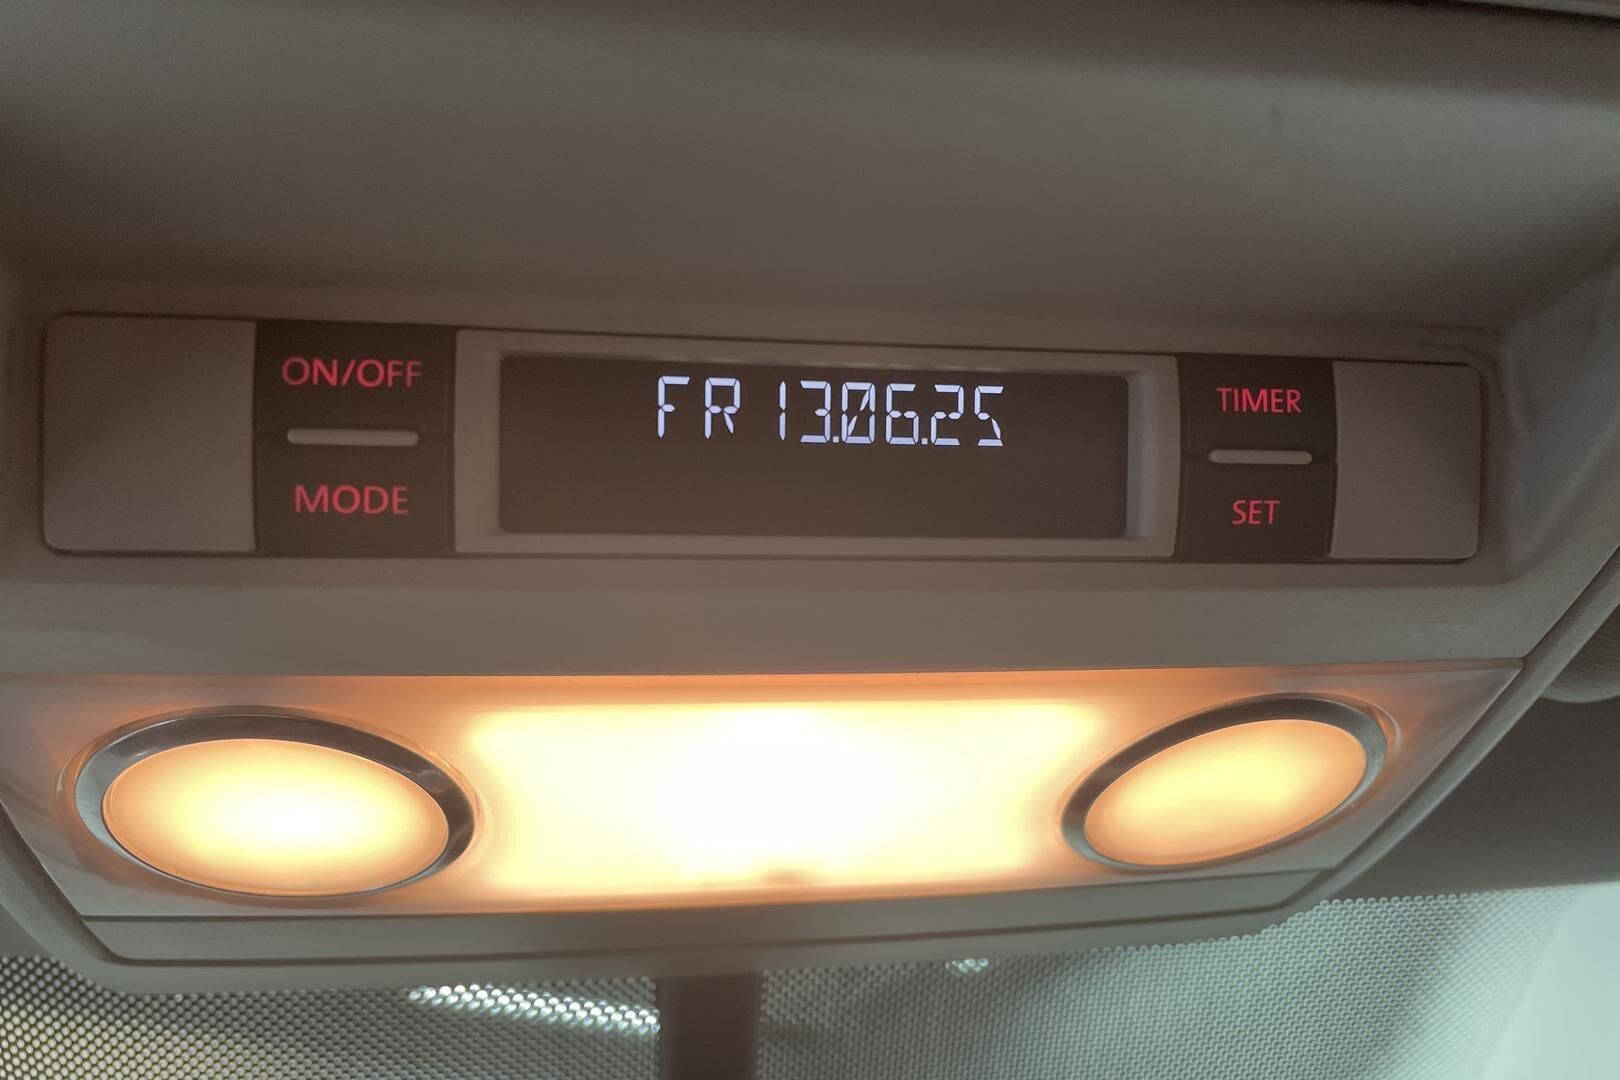 ON/OFF
MODE
FR 13.06.25
TIMER
SET